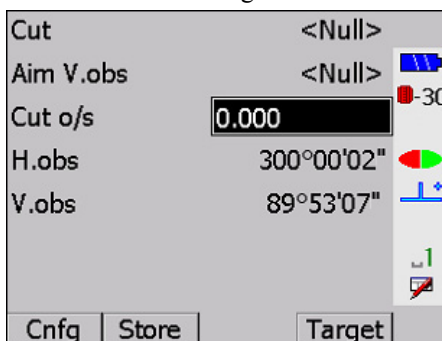 Cut <Null>
Aim V.obs <Null>
Cut o/s 0.000
-30
H.obs 300°00'02"
V.obs 89°53'07"
1
Cnfg Store Target